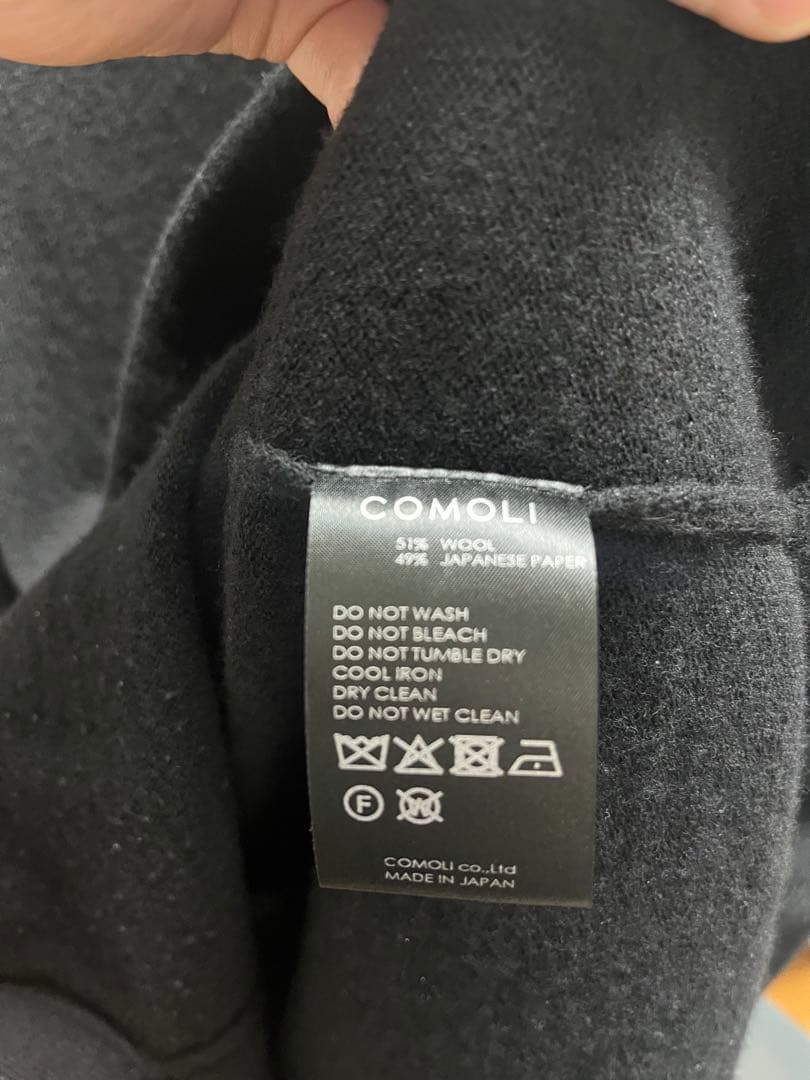 COMOLI
51% WOOL
49% JAPANESE PAPER
DO NOT WASH
DO NOT BLEACH
DO NOT TUMBLE DRY
COOL IRON
DRY CLEAN
DO NOT WET CLEAN
F W
COMOLI co.,Ltd
MADE IN JAPAN